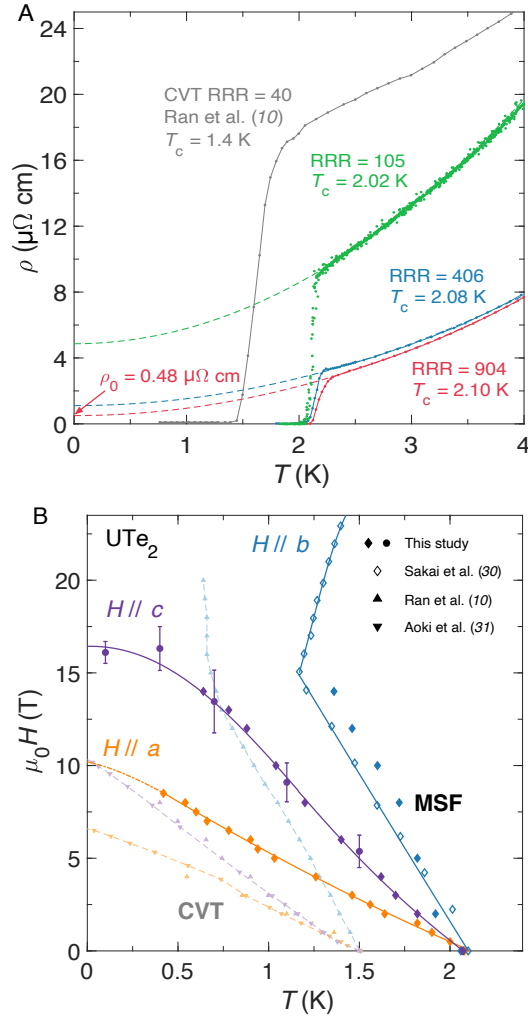 A
24
20
16
12
8
4
0
ρ (μΩ cm)
CVT RRR = 40
Ran et al. (10)
Tc = 1.4 K
RRR = 105
Tc = 2.02 K
RRR = 406
Tc = 2.08 K
RRR = 904
Tc = 2.10 K
ρ0 = 0.48 μΩ cm
0 1 2 3 4
T (K)
B
UTe2
H // b
This study
Sakai et al. (30)
Ran et al. (10)
Aoki et al. (31)
20
15
10
5
0
μ0H (T)
H // c
H // a
MSF
CVT
0 0.5 1 1.5 2
T (K)